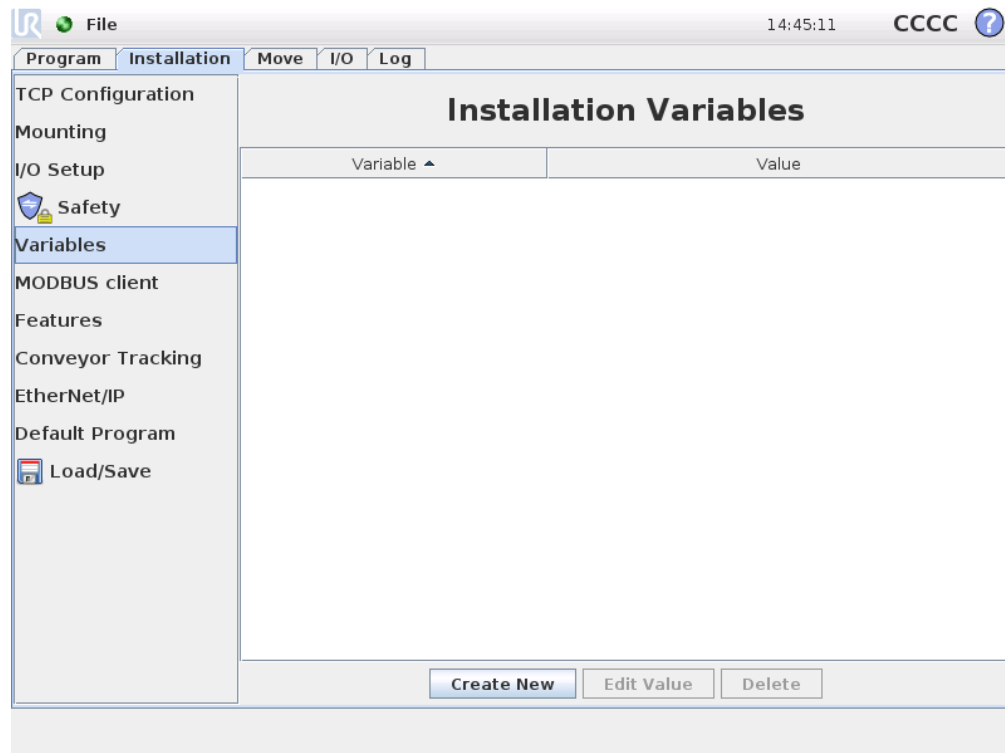 UR File 14:45:11 CCCC ?
Program Installation Move I/O Log
TCP Configuration
Mounting
I/O Setup
Safety
Variables
MODBUS client
Features
Conveyor Tracking
EtherNet/IP
Default Program
Load/Save
Installation Variables
Variable Value
Create New Edit Value Delete